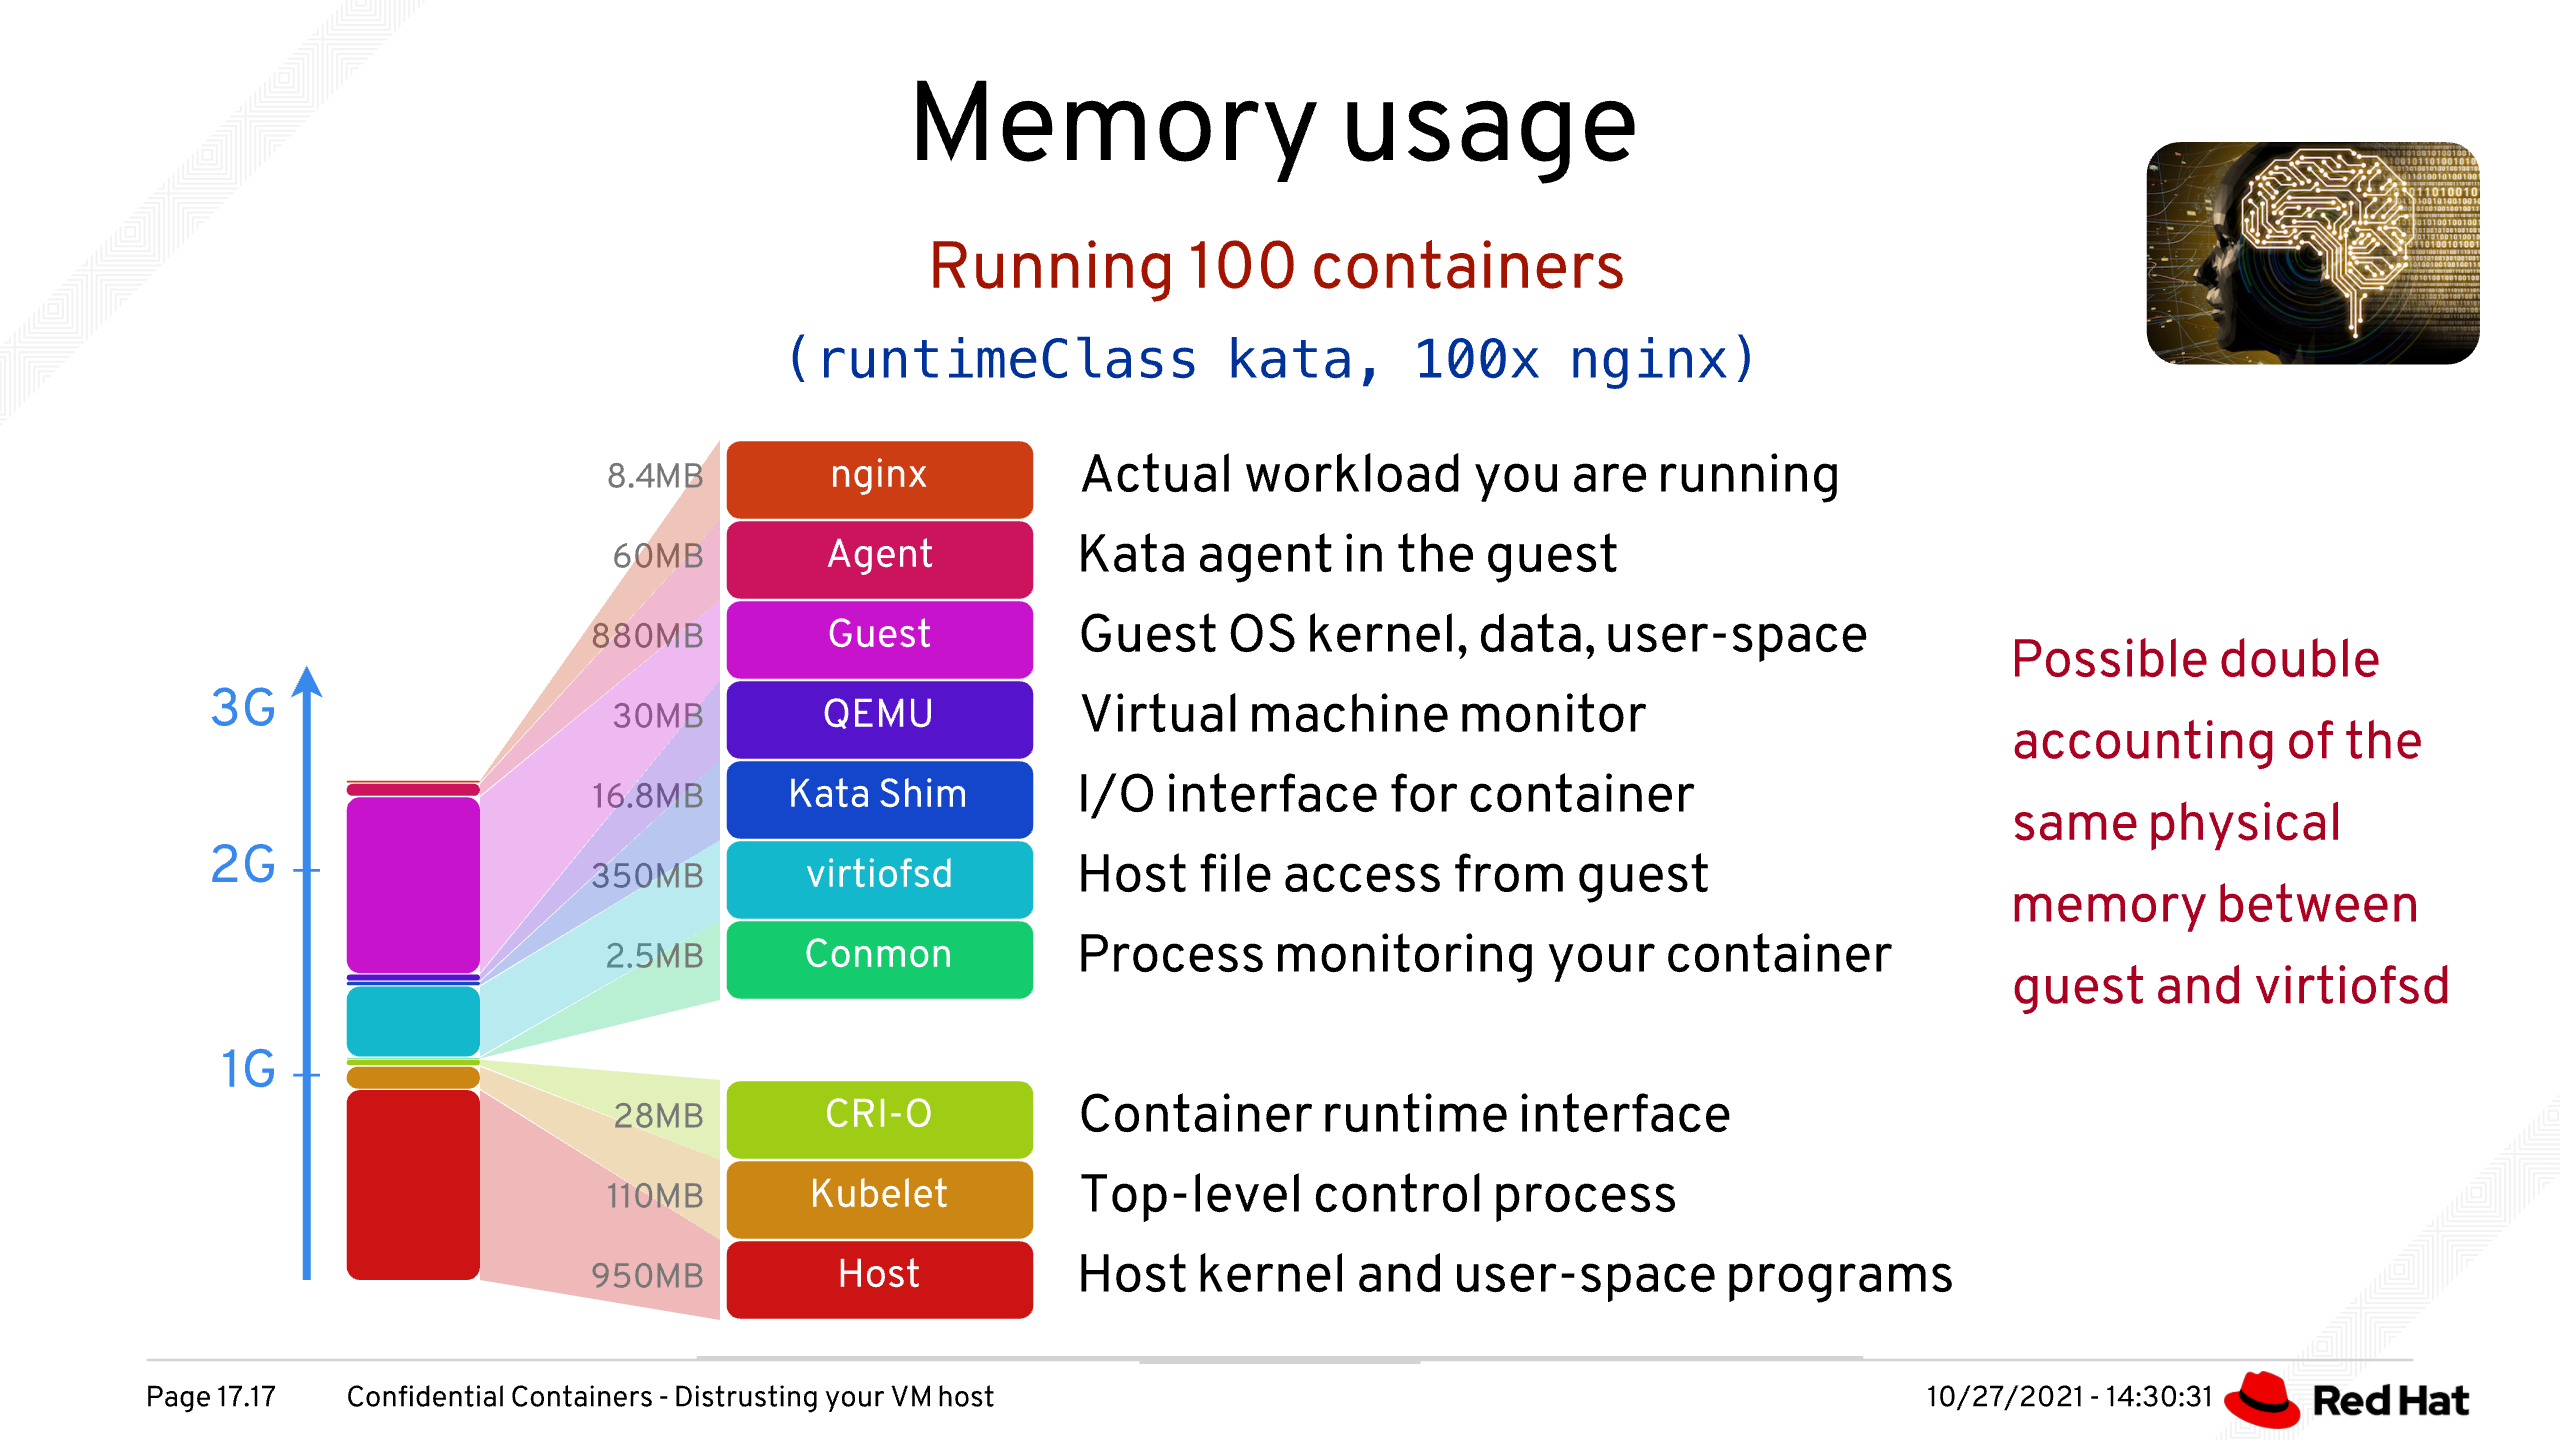 Memory usage
Running 100 containers
(runtimeClass kata, 100x nginx)
8.4MB nginx Actual workload you are running
60MB Agent Kata agent in the guest
880MB Guest Guest OS kernel, data, user-space
30MB QEMU Virtual machine monitor
16.8MB Kata Shim I/O interface for container
350MB virtiofsd Host file access from guest
2.5MB Conmon Process monitoring your container
28MB CRI-O Container runtime interface
110MB Kubelet Top-level control process
950MB Host Host kernel and user-space programs
3G
2G
1G
Possible double
accounting of the
same physical
memory between
guest and virtiofsd
Page 17.17 Confidential Containers - Distrusting your VM host 10/27/2021 - 14:30:31 Red Hat